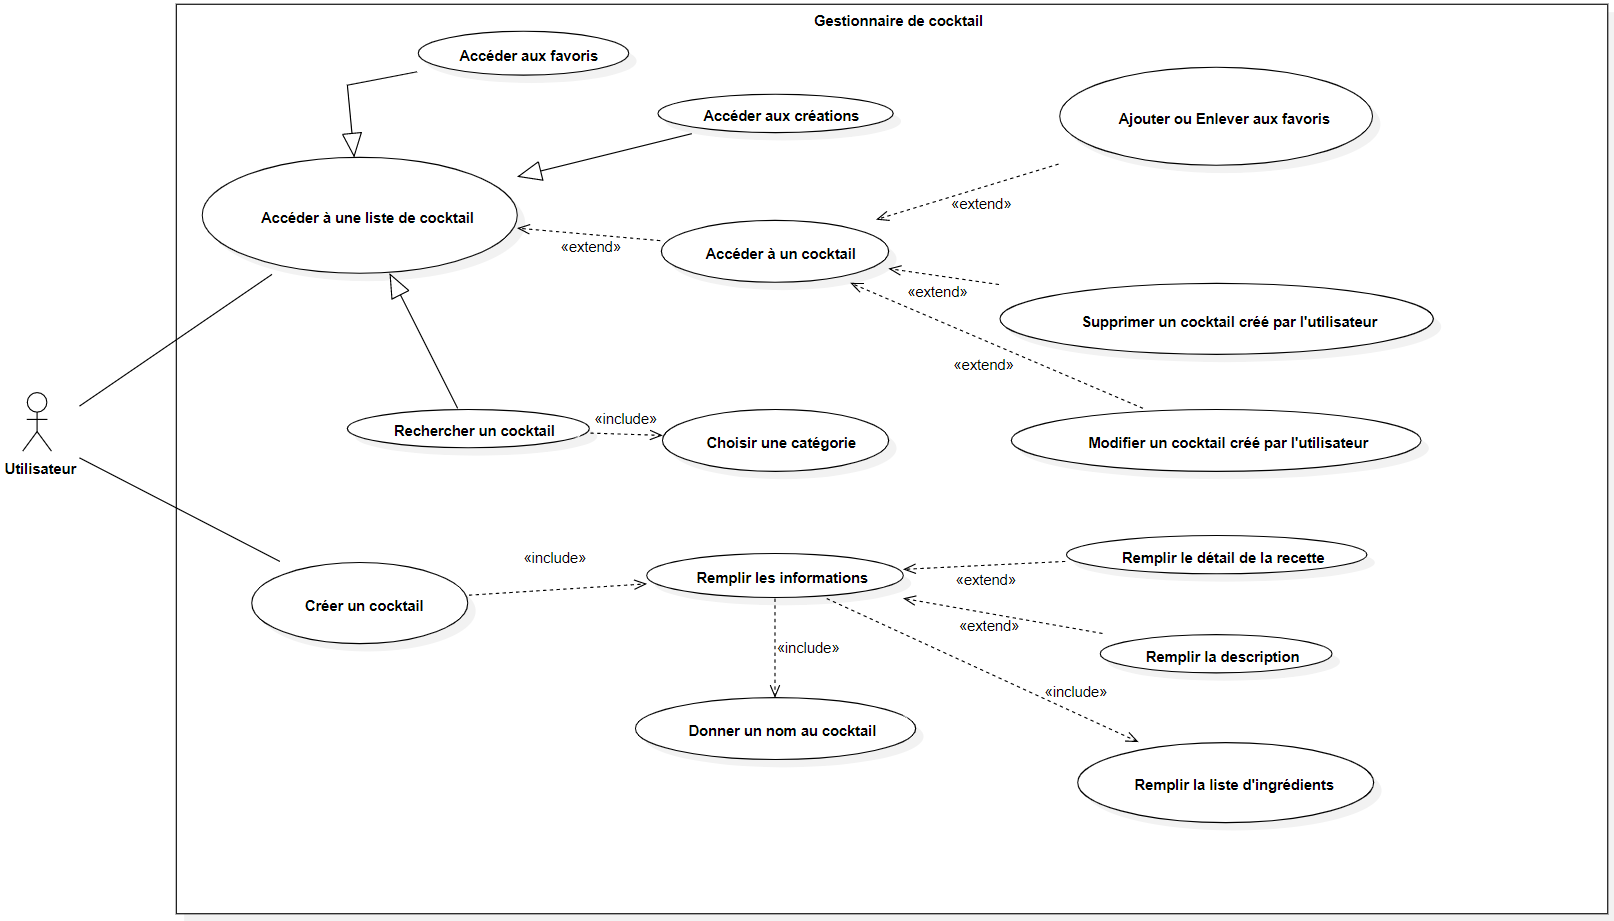 Gestionnaire de cocktail
Accéder aux favoris
Accéder aux créations
Ajouter ou Enlever aux favoris
«extend»
Accéder à une liste de cocktail
«extend»
Accéder à un cocktail
«extend»
Supprimer un cocktail créé par l'utilisateur
«extend»
Rechercher un cocktail
«include»
Choisir une catégorie
Modifier un cocktail créé par l'utilisateur
Utilisateur
«include»
Remplir les informations
Remplir le détail de la recette
«extend»
Créer un cocktail
«extend»
«include»
Remplir la description
«include»
Donner un nom au cocktail
Remplir la liste d'ingrédients